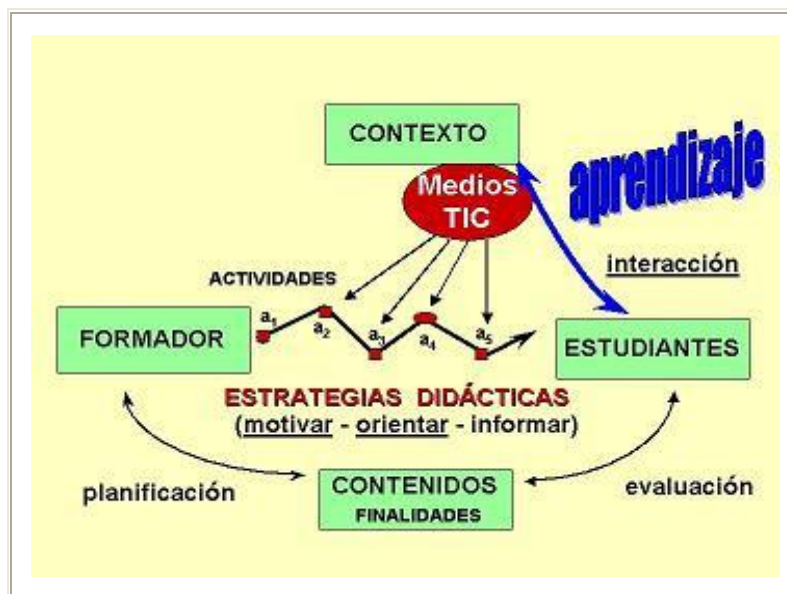 CONTEXTO
Medios
TIC
aprendizaje
interacción
ACTIVIDADES
a1
a2
a3
a4
a5
FORMADOR
ESTUDIANTES
ESTRATEGIAS DIDÁCTICAS
(motivar - orientar - informar)
planificación
CONTENIDOS
FINALIDADES
evaluación